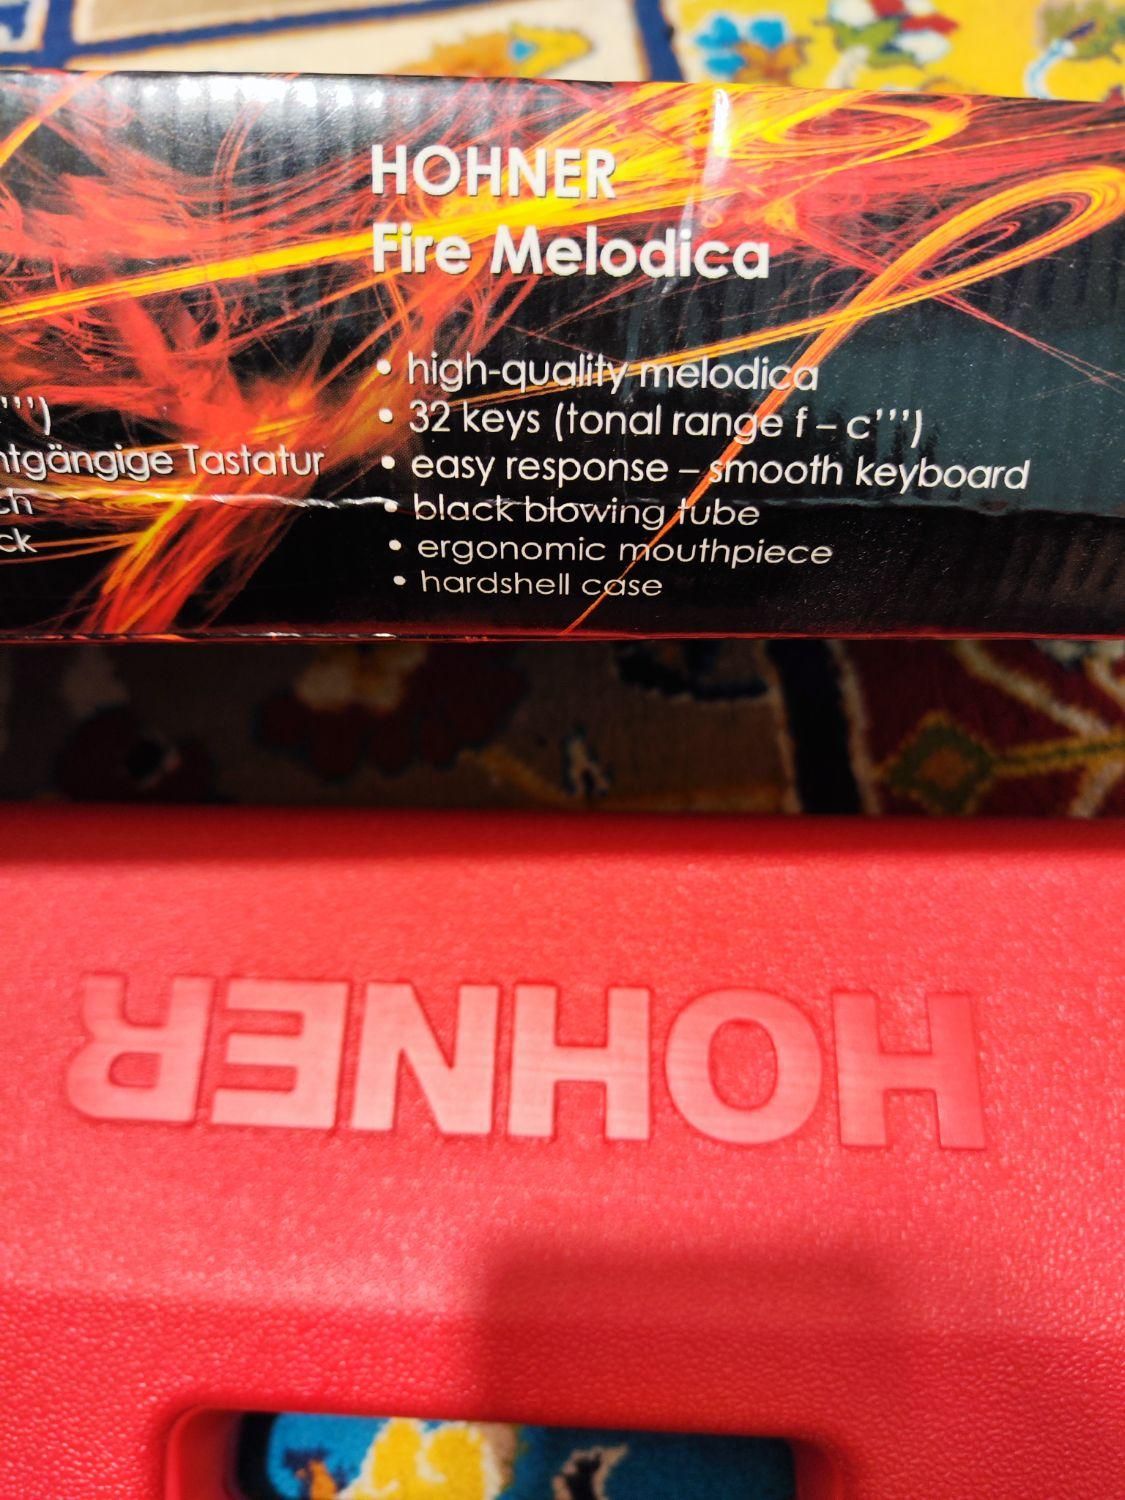 HOHNER
Fire Melodica
• high-quality melodica
• 32 keys (tonal range f – c’’’)
• easy response – smooth keyboard
• black blowing tube
• ergonomic mouthpiece
• hardshell case
’’’)
Tastatur
HOHNER